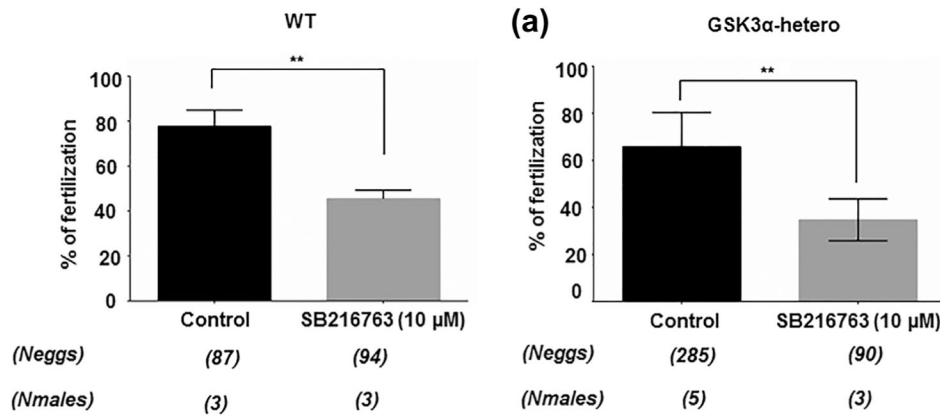 WT
**
100
80
60
40
20
0
% of fertilization
Control SB216763 (10 µM)
(Neggs) (87) (94)
(Nmales) (3) (3)
(a)
GSK3α-hetero
**
100
80
60
40
20
0
% of fertilization
Control SB216763 (10 µM)
(Neggs) (285) (90)
(Nmales) (5) (3)